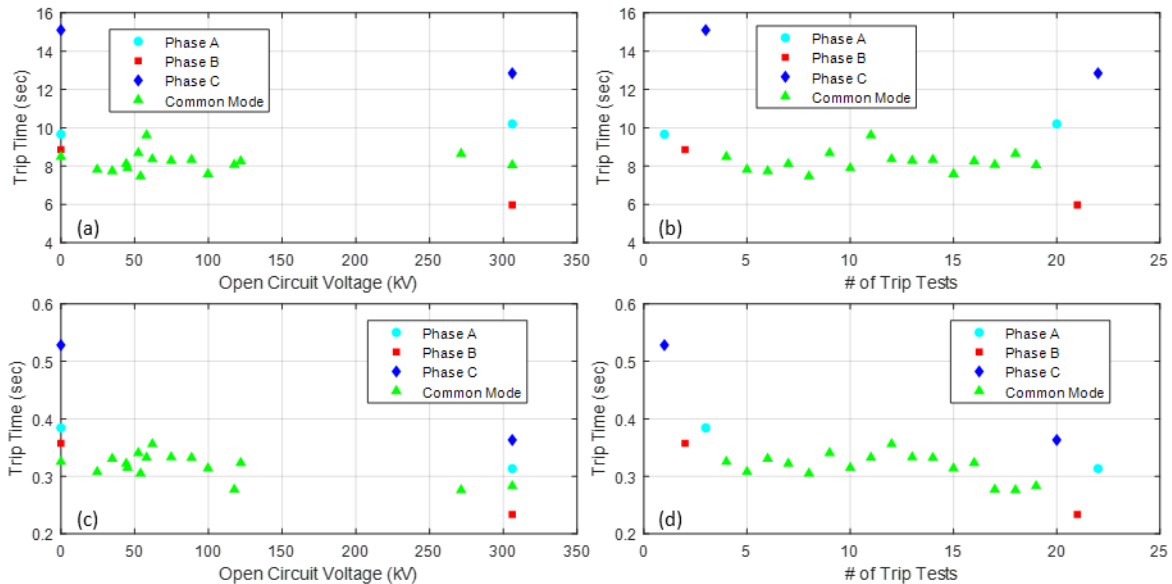 16
14
12
10
8
6
4
Trip Time (sec)
Phase A
Phase B
Phase C
Common Mode
(a)
0 50 100 150 200 250 300 350
Open Circuit Voltage (kV)
16
14
12
10
8
6
4
Trip Time (sec)
Phase A
Phase B
Phase C
Common Mode
(b)
0 5 10 15 20 25
# of Trip Tests
0.6
0.5
0.4
0.3
0.2
Trip Time (sec)
Phase A
Phase B
Phase C
Common Mode
(c)
0 50 100 150 200 250 300 350
Open Circuit Voltage (kV)
0.6
0.5
0.4
0.3
0.2
Trip Time (sec)
Phase A
Phase B
Phase C
Common Mode
(d)
0 5 10 15 20 25
# of Trip Tests